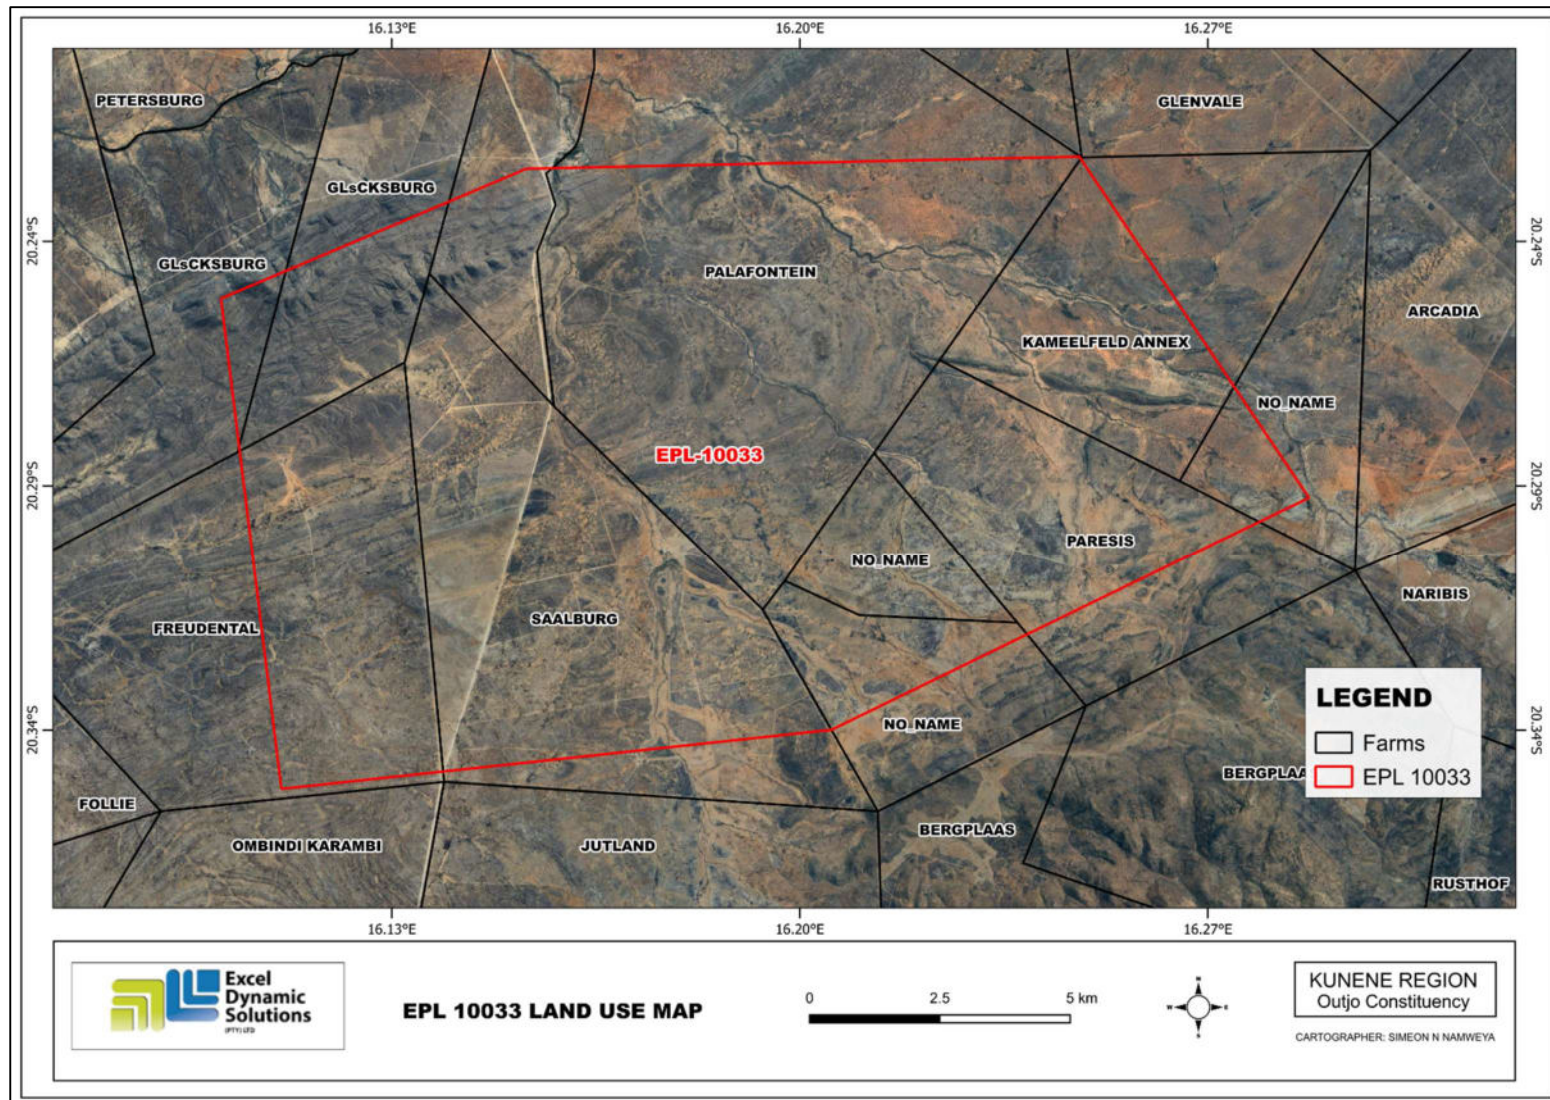 16.13°E
16.20°E
16.27°E
PETERSBURG
GLENVALE
GLsCKSBURG
20.24°S
20.24°S
GLsCKSBURG
PALAFONTEIN
ARCADIA
KAMEELFELD ANNEX
NO_NAME
EPL-10033
20.29°S
20.29°S
PARESIS
NO_NAME
NARIBIS
SAALBURG
FREUDENTAL
LEGEND
Farms
EPL 10033
20.34°S
20.34°S
NO_NAME
BERGPLAA
FOLLIE
BERGPLAAS
OMBINDI KARAMBI
JUTLAND
RUSTHOF
16.13°E
16.20°E
16.27°E
Excel
Dynamic
Solutions
(PTY) LTD
EPL 10033 LAND USE MAP
0 2.5 5 km
N
W E
S
KUNENE REGION
Outjo Constituency
CARTOGRAPHER: SIMEON N NAMWEYA